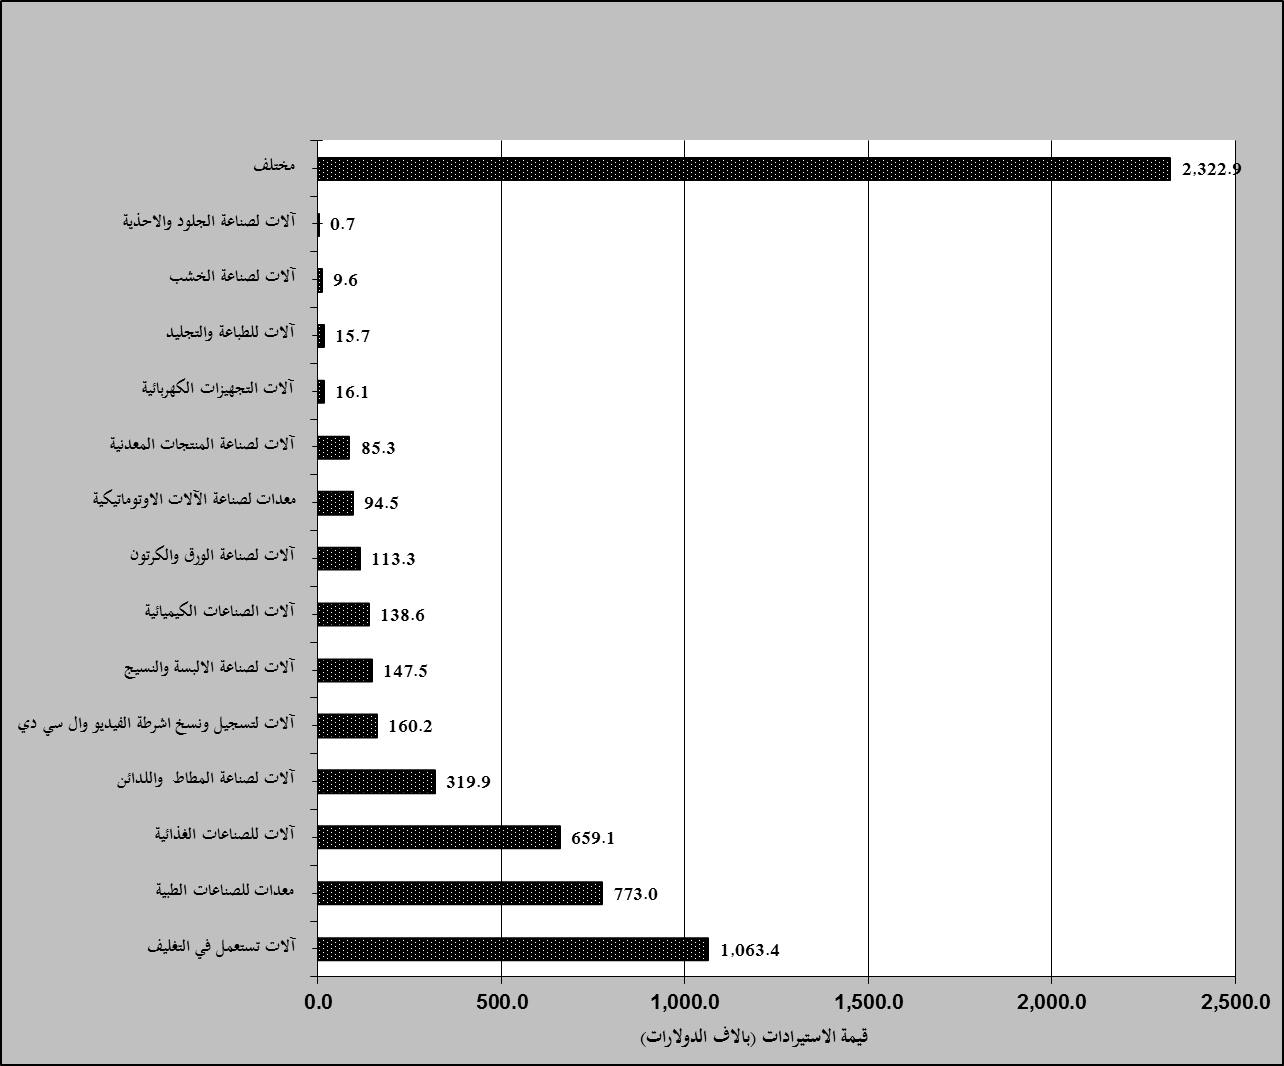 مختلف
2,322.9
آلات لصناعة الجلود والاحذية
0.7
آلات لصناعة الخشب
9.6
آلات للطباعة والتجليد
15.7
آلات التجهيزات الكهربائية
16.1
آلات لصناعة المنتجات المعدنية
85.3
معدات لصناعة الآلات الاوتوماتيكية
94.5
آلات لصناعة الورق والكرتون
113.3
آلات الصناعات الكيميائية
138.6
آلات لصناعة الالبسة والنسيج
147.5
آلات لتسجيل ونسخ اشرطة الفيديو وال سي دي
160.2
آلات لصناعة المطاط واللدائن
319.9
آلات للصناعات الغذائية
659.1
معدات للصناعات الطبية
773.0
آلات تستعمل في التغليف
1,063.4
0.0 500.0 1,000.0 1,500.0 2,000.0 2,500.0
قيمة الاستيرادات (بالاف الدولارات)